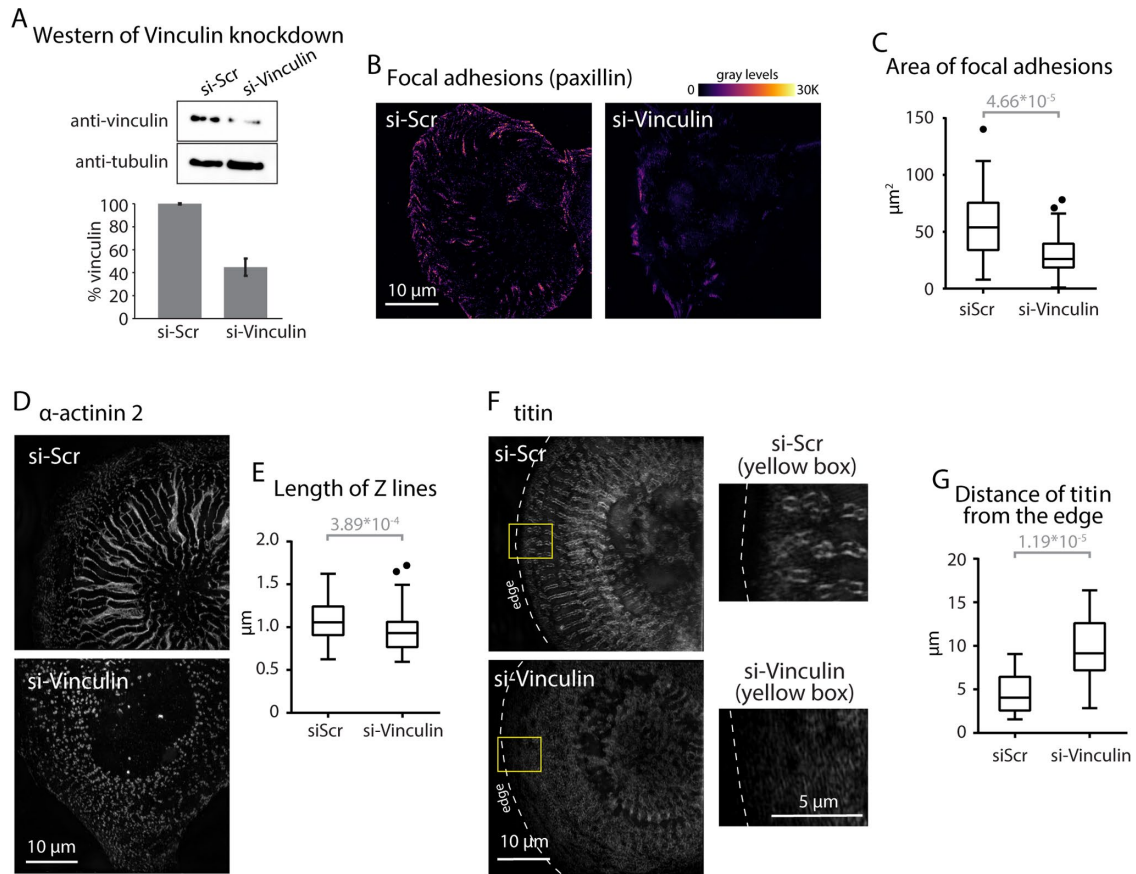 A
Western of Vinculin knockdown
si-Scr
si-Vinculin
anti-vinculin
anti-tubulin
100
80
60
40
20
0
% vinculin
si-Scr
si-Vinculin
B
Focal adhesions (paxillin)
gray levels
0
30K
si-Scr
si-Vinculin
10 µm
C
Area of focal adhesions
4.66*10⁻⁵
150
100
50
0
µm²
siScr
si-Vinculin
D
α-actinin 2
si-Scr
si-Vinculin
10 µm
E
Length of Z lines
3.89*10⁻⁴
2.0
1.5
1.0
0.5
0
µm
siScr
si-Vinculin
F
titin
si-Scr
edge
si-Vinculin
edge
10 µm
si-Scr
(yellow box)
si-Vinculin
(yellow box)
5 µm
G
Distance of titin
from the edge
1.19*10⁻⁵
20
15
10
5
0
µm
siScr
si-Vinculin